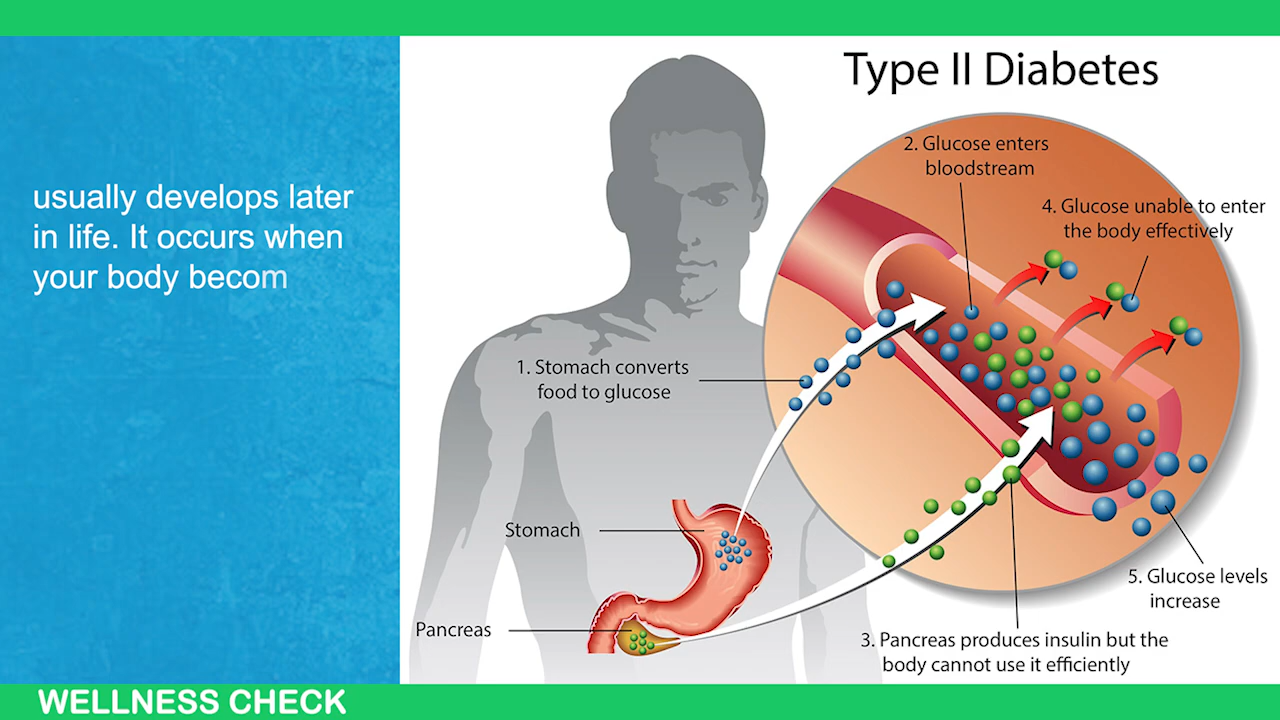 usually develops later
in life. It occurs when
your body becom
Type II Diabetes
2. Glucose enters
bloodstream
4. Glucose unable to enter
the body effectively
1. Stomach converts
food to glucose
Stomach
Pancreas
5. Glucose levels
increase
3. Pancreas produces insulin but the
body cannot use it efficiently
WELLNESS CHECK